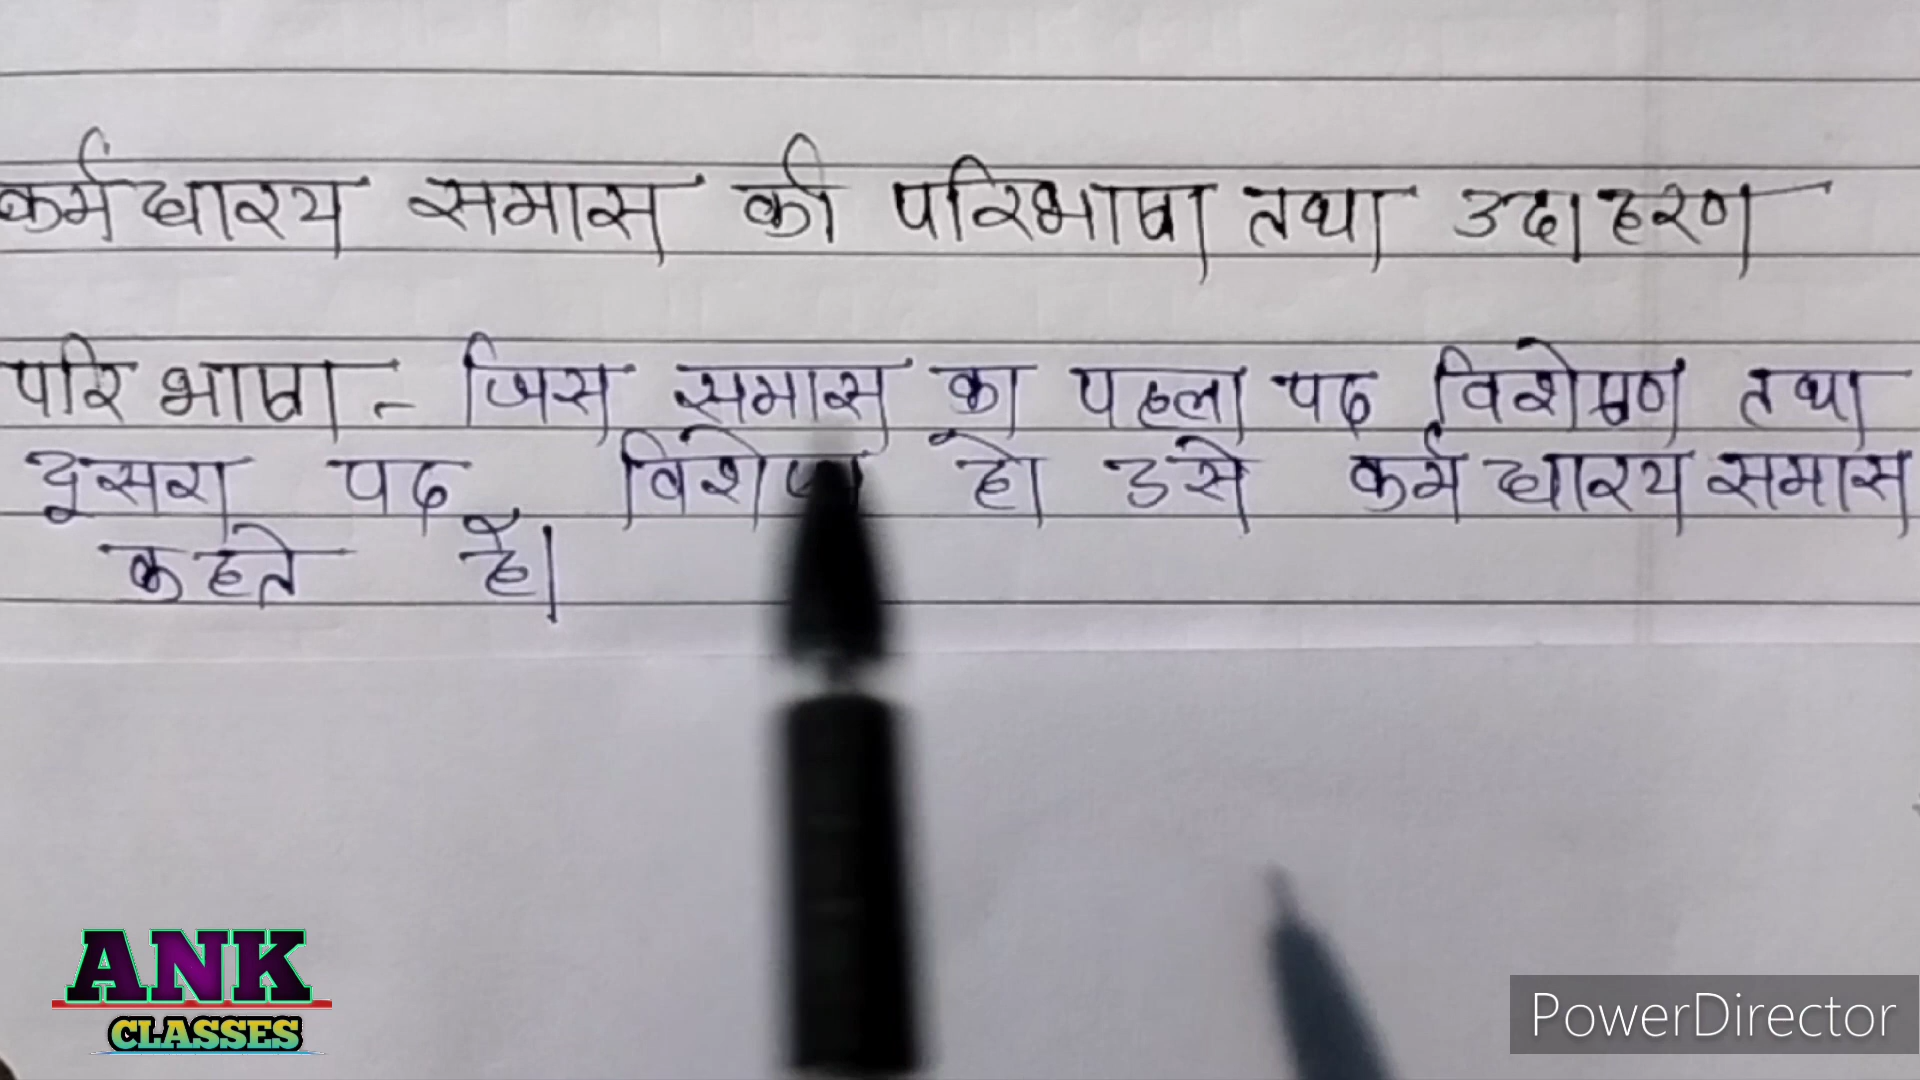 कर्मधारय समास की परिभाषा तथा उदाहरण
परिभाषा - जिस समास का पहला पद विशेषण तथा
दूसरा पद विशेष्य हो उसे कर्मधारय समास
कहते है।
ANK
CLASSES
PowerDirector